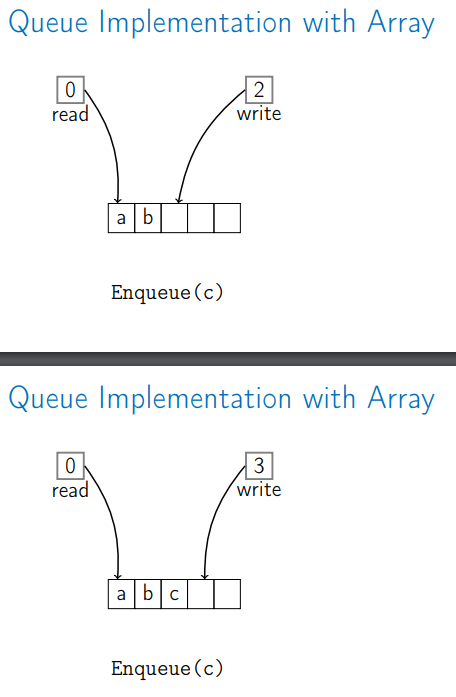 Queue Implementation with Array
0 2
read write
a b
Enqueue(c)
Queue Implementation with Array
0 3
read write
a b c
Enqueue(c)